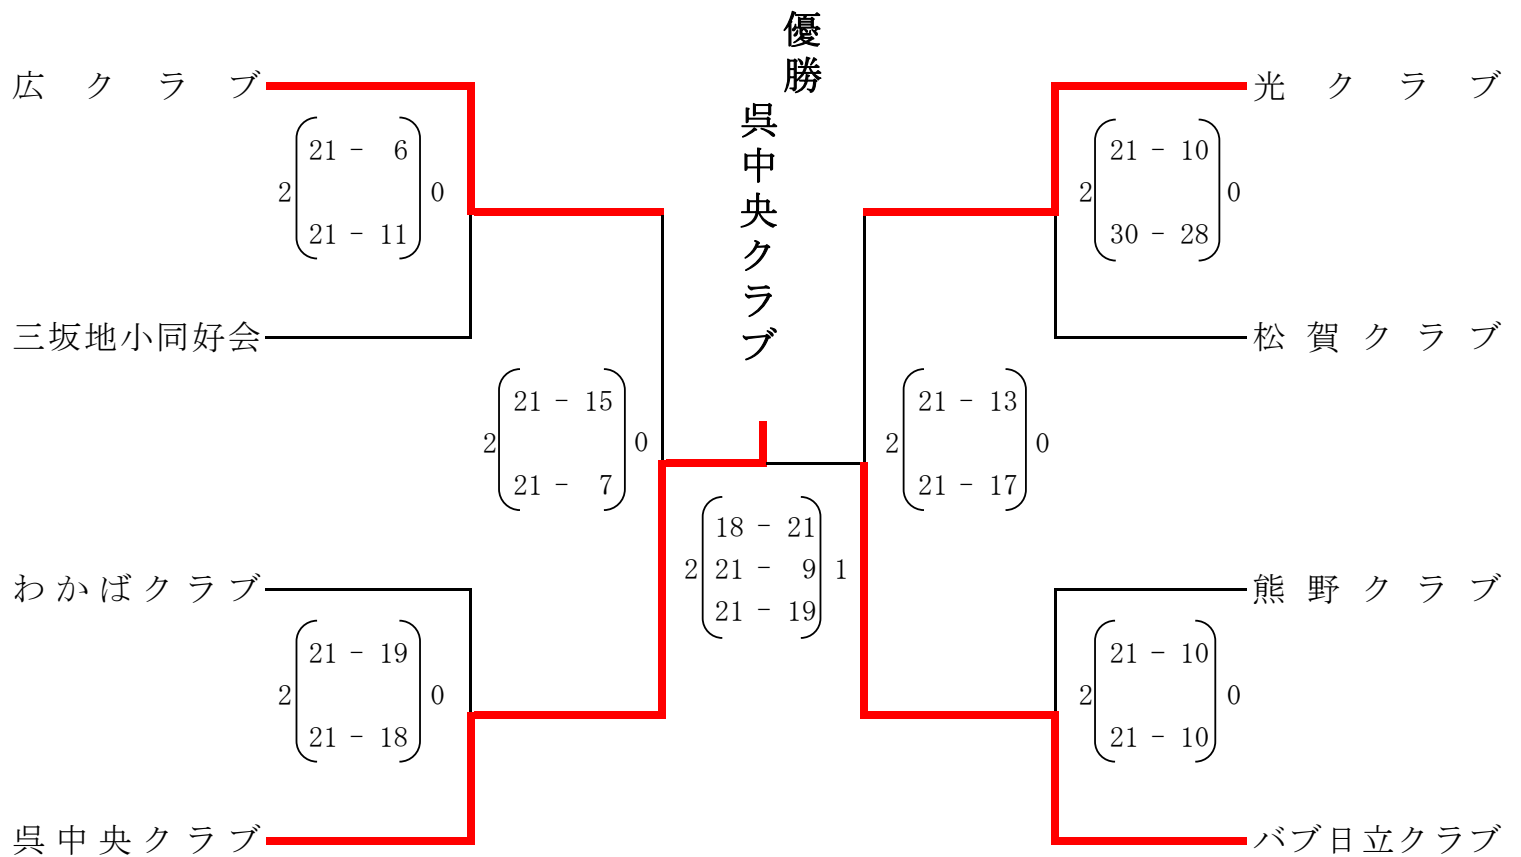 優勝
呉中央クラブ
広クラブ
2
21 - 6
21 - 11
0
三坂地小同好会
2
21 - 15
21 - 7
0
わかばクラブ
2
21 - 19
21 - 18
0
呉中央クラブ
2
18 - 21
21 - 9
21 - 19
1
光クラブ
2
21 - 10
30 - 28
0
松賀クラブ
2
21 - 13
21 - 17
0
熊野クラブ
2
21 - 10
21 - 10
0
バブ日立クラブ